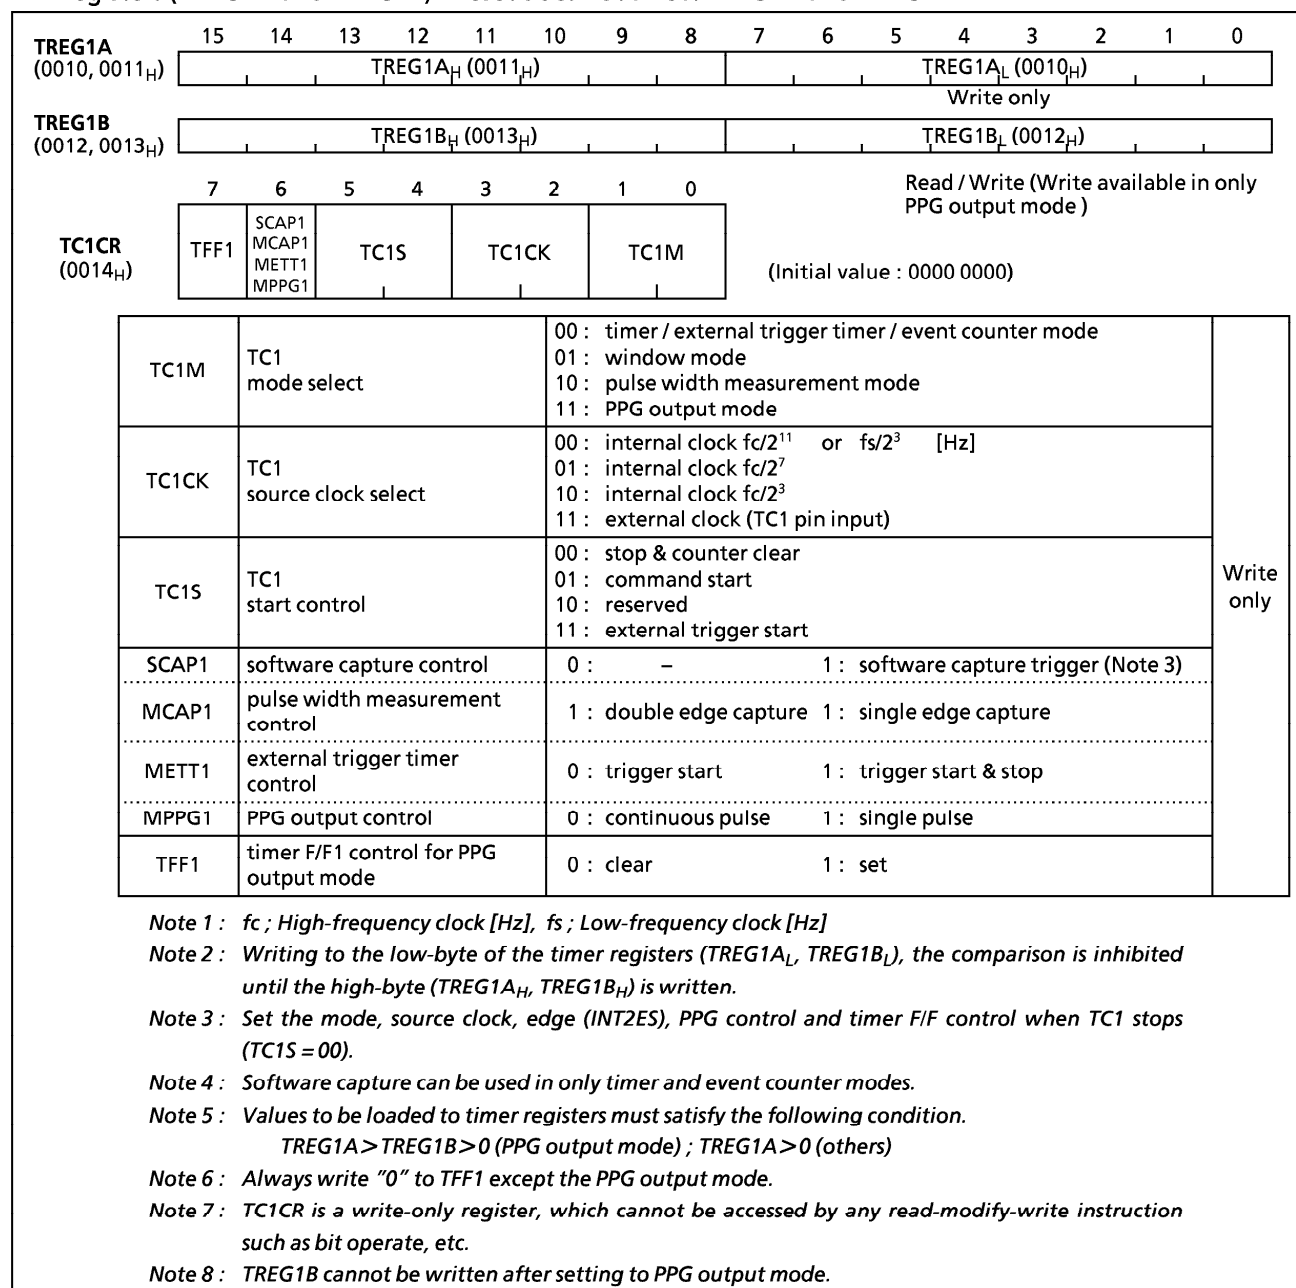 15 14 13 12 11 10 9 8 7 6 5 4 3 2 1 0
TREG1A
(0010, 0011H)
TREG1AH (0011H) TREG1AL (0010H)
Write only
TREG1B
(0012, 0013H)
TREG1BH (0013H) TREG1BL (0012H)
Read / Write (Write available in only
PPG output mode )
7 6 5 4 3 2 1 0
TC1CR
(0014H)
TFF1
SCAP1
MCAP1
METT1
MPPG1
TC1S TC1CK TC1M
(Initial value : 0000 0000)
TC1M
TC1
mode select
00 : timer / external trigger timer / event counter mode
01 : window mode
10 : pulse width measurement mode
11 : PPG output mode
TC1CK
TC1
source clock select
00 : internal clock fc/2¹¹ or fs/2³ [Hz]
01 : internal clock fc/2⁷
10 : internal clock fc/2³
11 : external clock (TC1 pin input)
TC1S
TC1
start control
00 : stop & counter clear
01 : command start
10 : reserved
11 : external trigger start
Write
only
SCAP1 software capture control 0 : – 1 : software capture trigger (Note 3)
MCAP1
pulse width measurement
control
1 : double edge capture 1 : single edge capture
METT1
external trigger timer
control
0 : trigger start 1 : trigger start & stop
MPPG1 PPG output control 0 : continuous pulse 1 : single pulse
TFF1
timer F/F1 control for PPG
output mode
0 : clear 1 : set
Note 1 : fc ; High-frequency clock [Hz], fs ; Low-frequency clock [Hz]
Note 2 : Writing to the low-byte of the timer registers (TREG1AL, TREG1BL), the comparison is inhibited
until the high-byte (TREG1AH, TREG1BH) is written.
Note 3 : Set the mode, source clock, edge (INT2ES), PPG control and timer F/F control when TC1 stops
(TC1S = 00).
Note 4 : Software capture can be used in only timer and event counter modes.
Note 5 : Values to be loaded to timer registers must satisfy the following condition.
TREG1A > TREG1B > 0 (PPG output mode) ; TREG1A > 0 (others)
Note 6 : Always write "0" to TFF1 except the PPG output mode.
Note 7 : TC1CR is a write-only register, which cannot be accessed by any read-modify-write instruction
such as bit operate, etc.
Note 8 : TREG1B cannot be written after setting to PPG output mode.